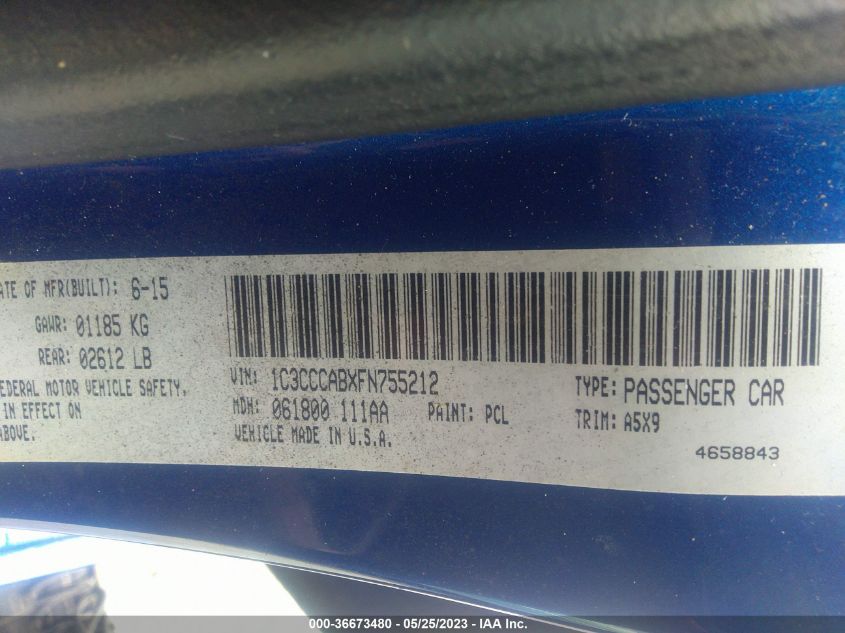 ATE OF MFR(BUILT): 6-15
GAWR: 01185 KG
REAR: 02612 LB
FEDERAL MOTOR VEHICLE SAFETY,
IN EFFECT ON
ABOVE.
VIN: 1C3CCCABXFN755212
TYPE: PASSENGER CAR
MDH: 061800 111AA PAINT: PCL
TRIM: A5X9
VEHICLE MADE IN U.S.A.
4658843
000-36673480 - 05/25/2023 - IAA Inc.